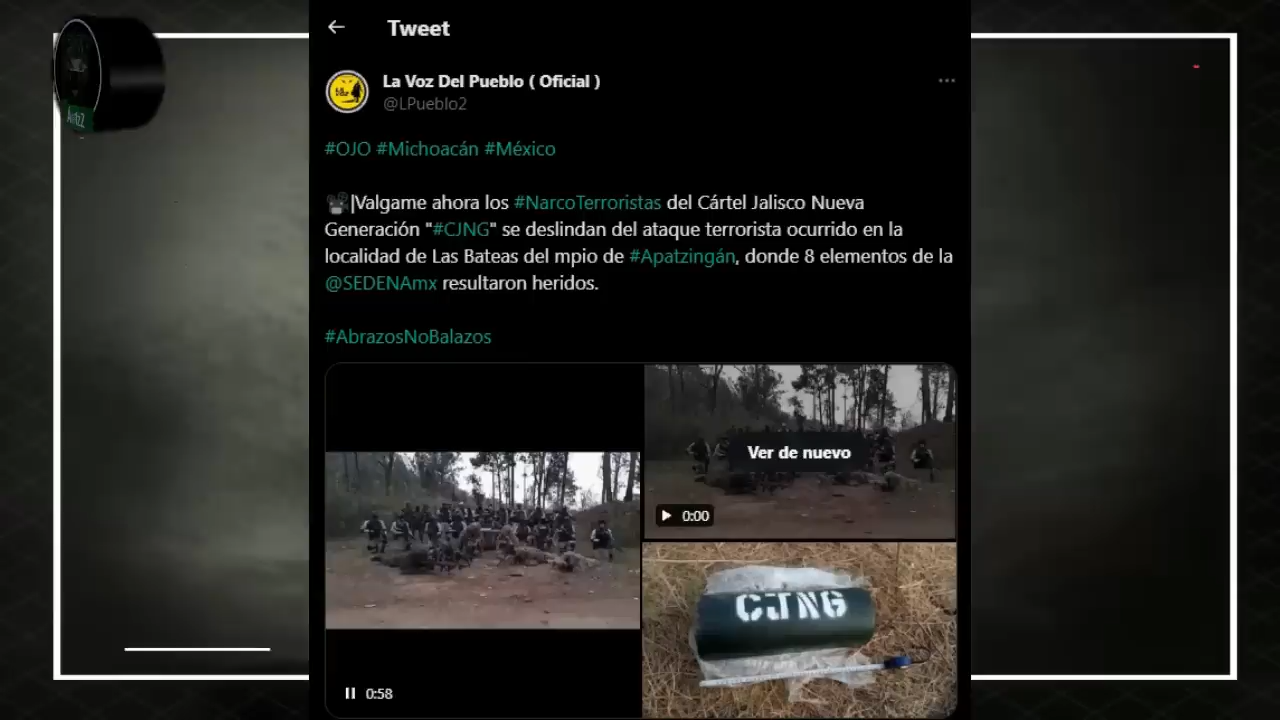 Tweet
La Voz Del Pueblo ( Oficial )
@LPueblo2
#OJO #Michoacán #México
|Valgame ahora los #NarcoTerroristas del Cártel Jalisco Nueva
Generación "#CJNG" se deslindan del ataque terrorista ocurrido en la
localidad de Las Bateas del mpio de #Apatzingán, donde 8 elementos de la
@SEDENAmx resultaron heridos.
#AbrazosNoBalazos
Ver de nuevo
0:00
CJNG
0:58